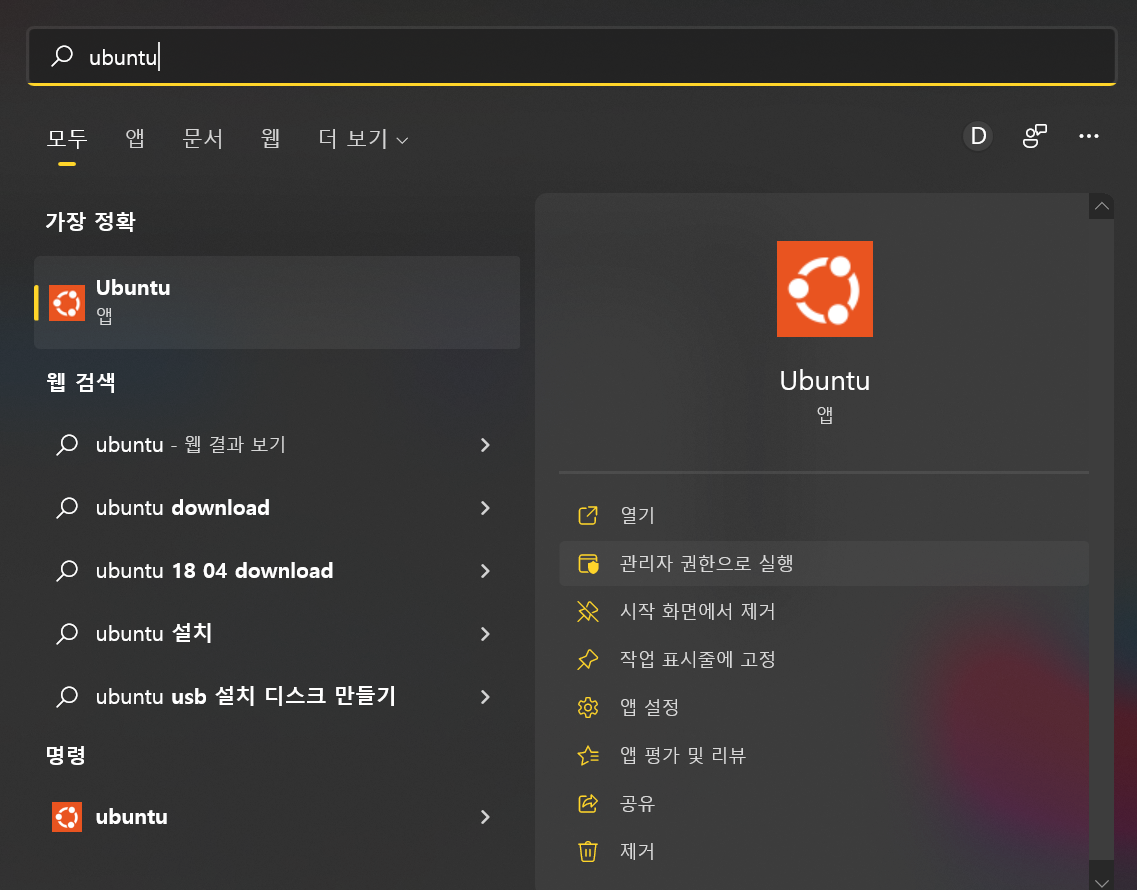 ubuntu
모두 앱 문서 웹 더 보기
D
가장 정확
Ubuntu
앱
웹 검색
ubuntu - 웹 결과 보기
ubuntu download
ubuntu 18 04 download
ubuntu 설치
ubuntu usb 설치 디스크 만들기
명령
ubuntu
Ubuntu
앱
열기
관리자 권한으로 실행
시작 화면에서 제거
작업 표시줄에 고정
앱 설정
앱 평가 및 리뷰
공유
제거